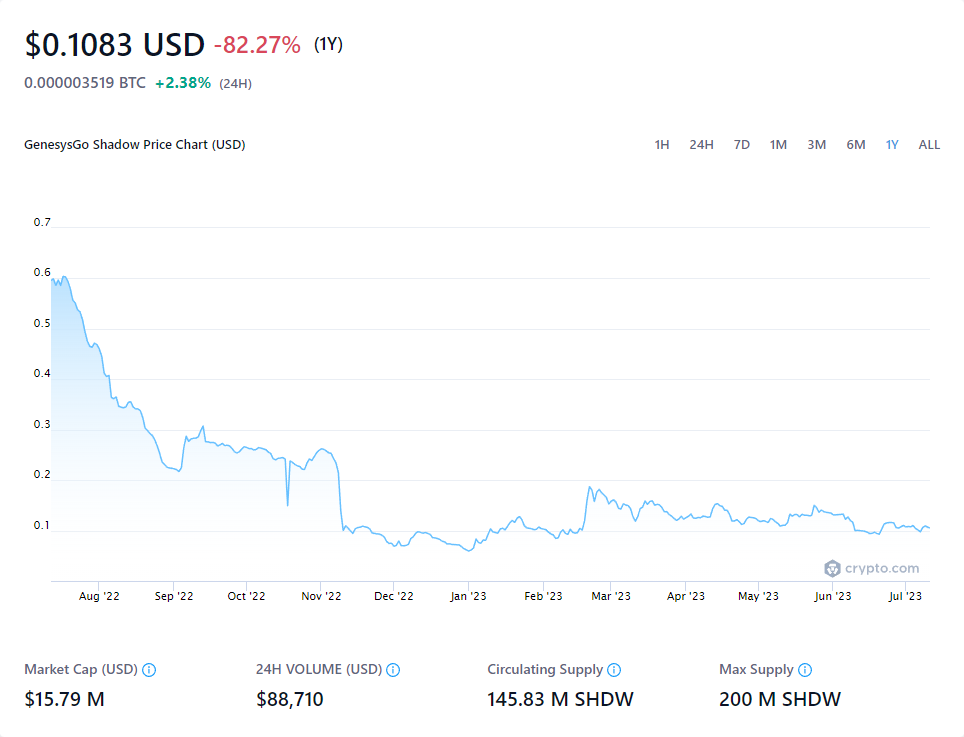 $0.1083 USD -82.27% (1Y)
0.000003519 BTC +2.38% (24H)
GenesysGo Shadow Price Chart (USD) 1H 24H 7D 1M 3M 6M 1Y ALL
0.7
0.6
0.5
0.4
0.3
0.2
0.1
crypto.com
Aug '22 Sep '22 Oct '22 Nov '22 Dec '22 Jan '23 Feb '23 Mar '23 Apr '23 May '23 Jun '23 Jul '23
Market Cap (USD) 24H VOLUME (USD) Circulating Supply Max Supply
$15.79 M $88,710 145.83 M SHDW 200 M SHDW